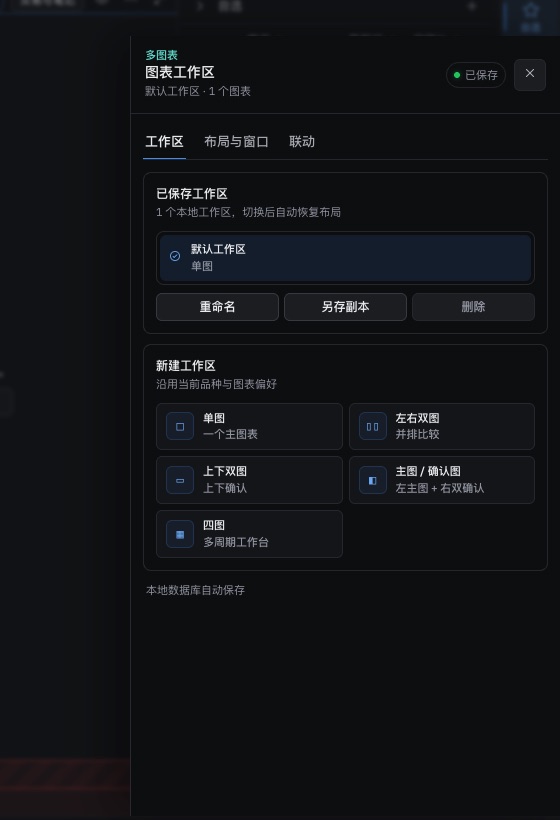 自选
多图表
图表工作区
默认工作区 · 1 个图表
已保存
工作区
布局与窗口
联动
已保存工作区
1 个本地工作区，切换后自动恢复布局
默认工作区
单图
重命名
另存副本
删除
新建工作区
沿用当前品种与图表偏好
单图
一个主图表
左右双图
并排比较
上下双图
上下确认
主图 / 确认图
左主图 + 右双确认
四图
多周期工作台
本地数据库自动保存